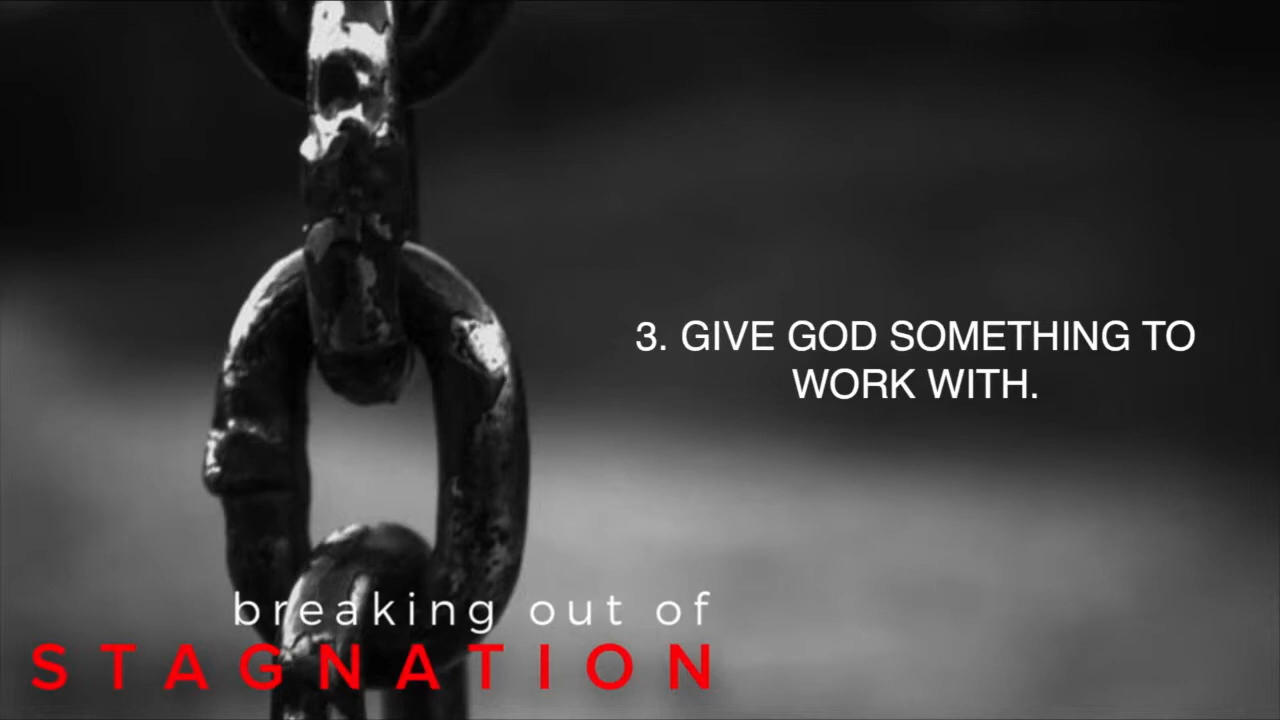 3. GIVE GOD SOMETHING TO
WORK WITH.
breaking out of
STAGNATION